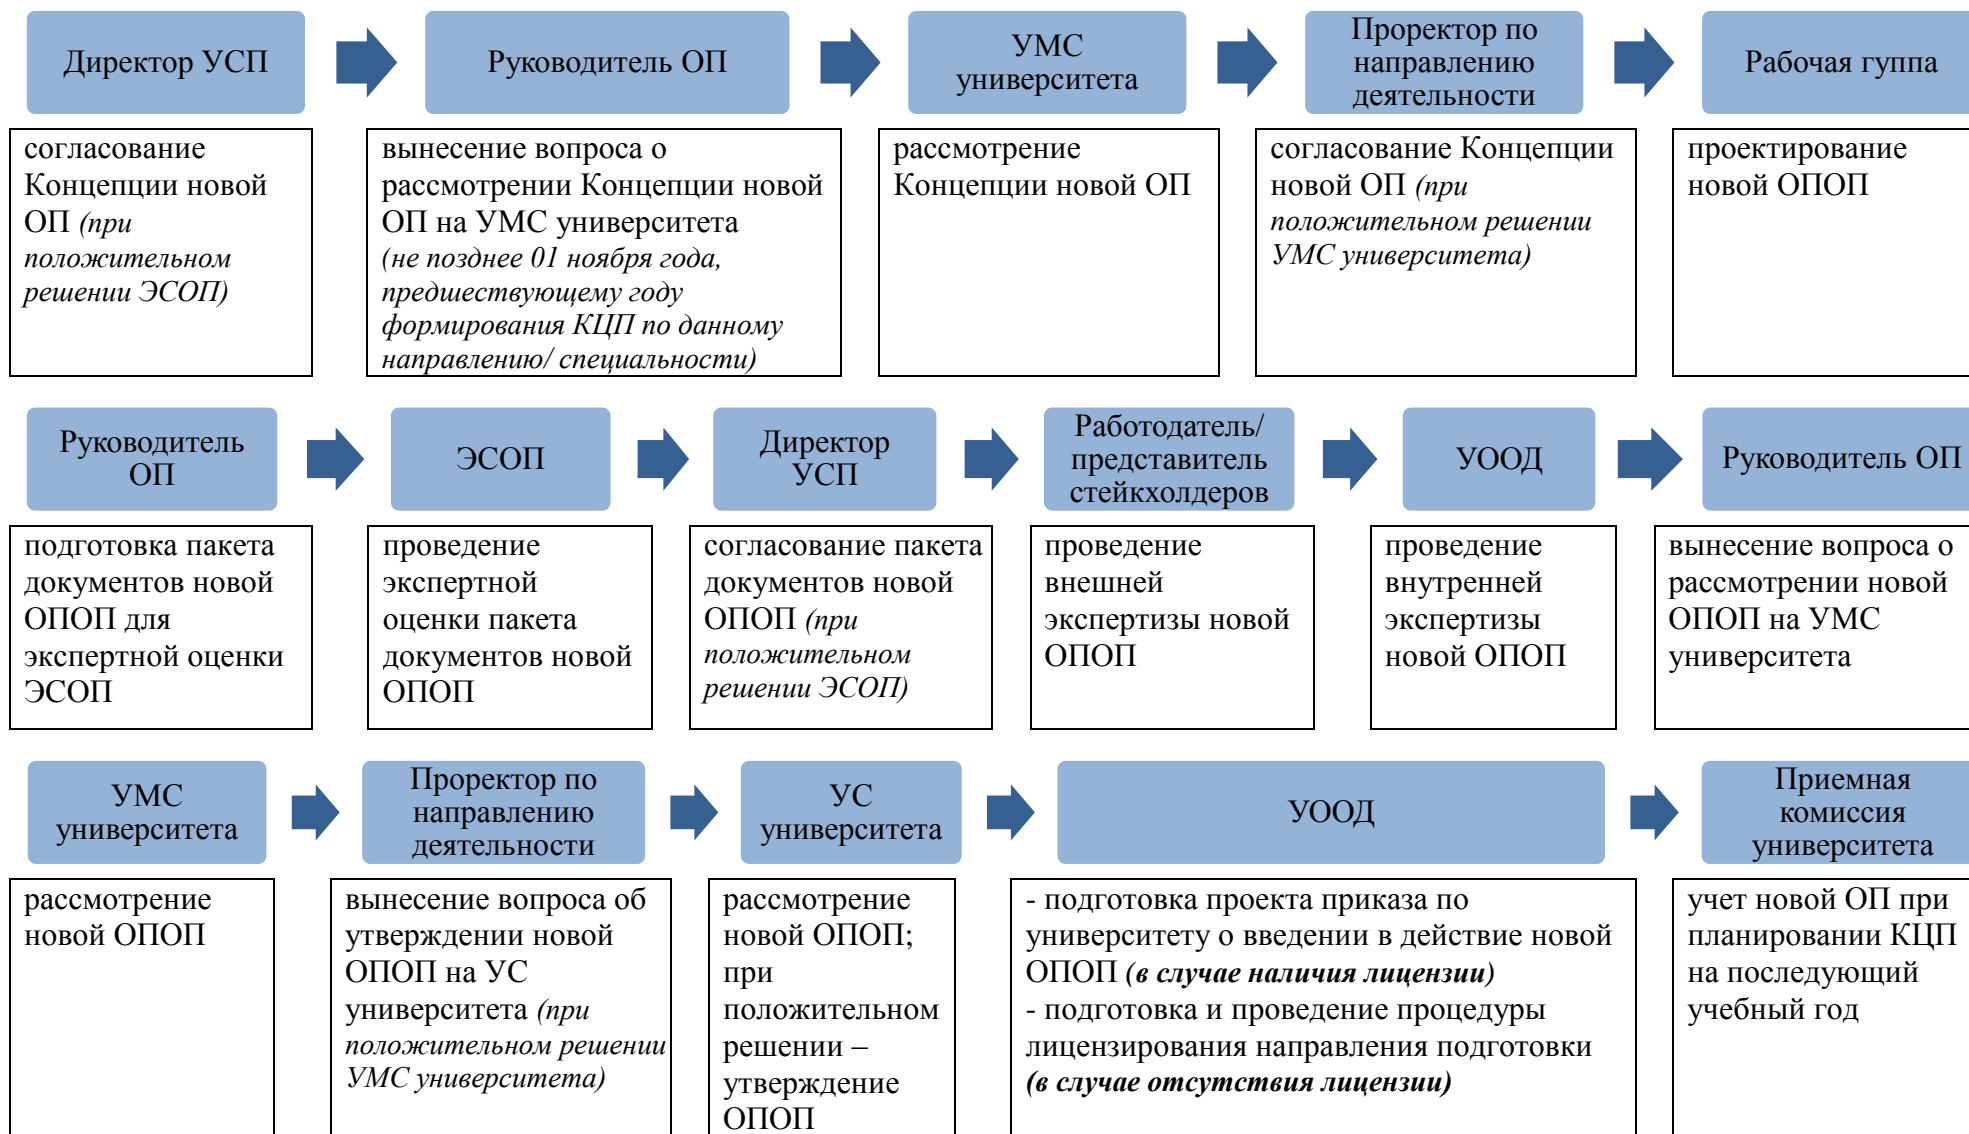 Директор УСП
Руководитель ОП
УМС
университета
Проректор по
направлению
деятельности
Рабочая гуппа
согласование
Концепции новой
ОП (при
положительном
решении ЭСОП)
вынесение вопроса о
рассмотрении Концепции новой
ОП на УМС университета
(не позднее 01 ноября года,
предшествующему году
формирования КЦП по данному
направлению/ специальности)
рассмотрение
Концепции новой ОП
согласование Концепции
новой ОП (при
положительном решении
УМС университета)
проектирование
новой ОПОП
Руководитель
ОП
ЭСОП
Директор
УСП
Работодатель/
представитель
стейкхолдеров
УООД
Руководитель ОП
подготовка пакета
документов новой
ОПОП для
экспертной оценки
ЭСОП
проведение
экспертной
оценки пакета
документов новой
ОПОП
согласование пакета
документов новой
ОПОП (при
положительном
решении ЭСОП)
проведение
внешней
экспертизы новой
ОПОП
проведение
внутренней
экспертизы
новой ОПОП
вынесение вопроса о
рассмотрении новой
ОПОП на УМС
университета
УМС
университета
Проректор по
направлению
деятельности
УС
университета
УООД
Приемная
комиссия
университета
рассмотрение
новой ОПОП
вынесение вопроса об
утверждении новой
ОПОП на УС
университета (при
положительном решении
УМС университета)
рассмотрение
новой ОПОП;
при
положительном
решении –
утверждение
ОПОП
- подготовка проекта приказа по
университету о введении в действие новой
ОПОП (в случае наличия лицензии)
- подготовка и проведение процедуры
лицензирования направления подготовки
(в случае отсутствия лицензии)
учет новой ОП при
планировании КЦП
на последующий
учебный год